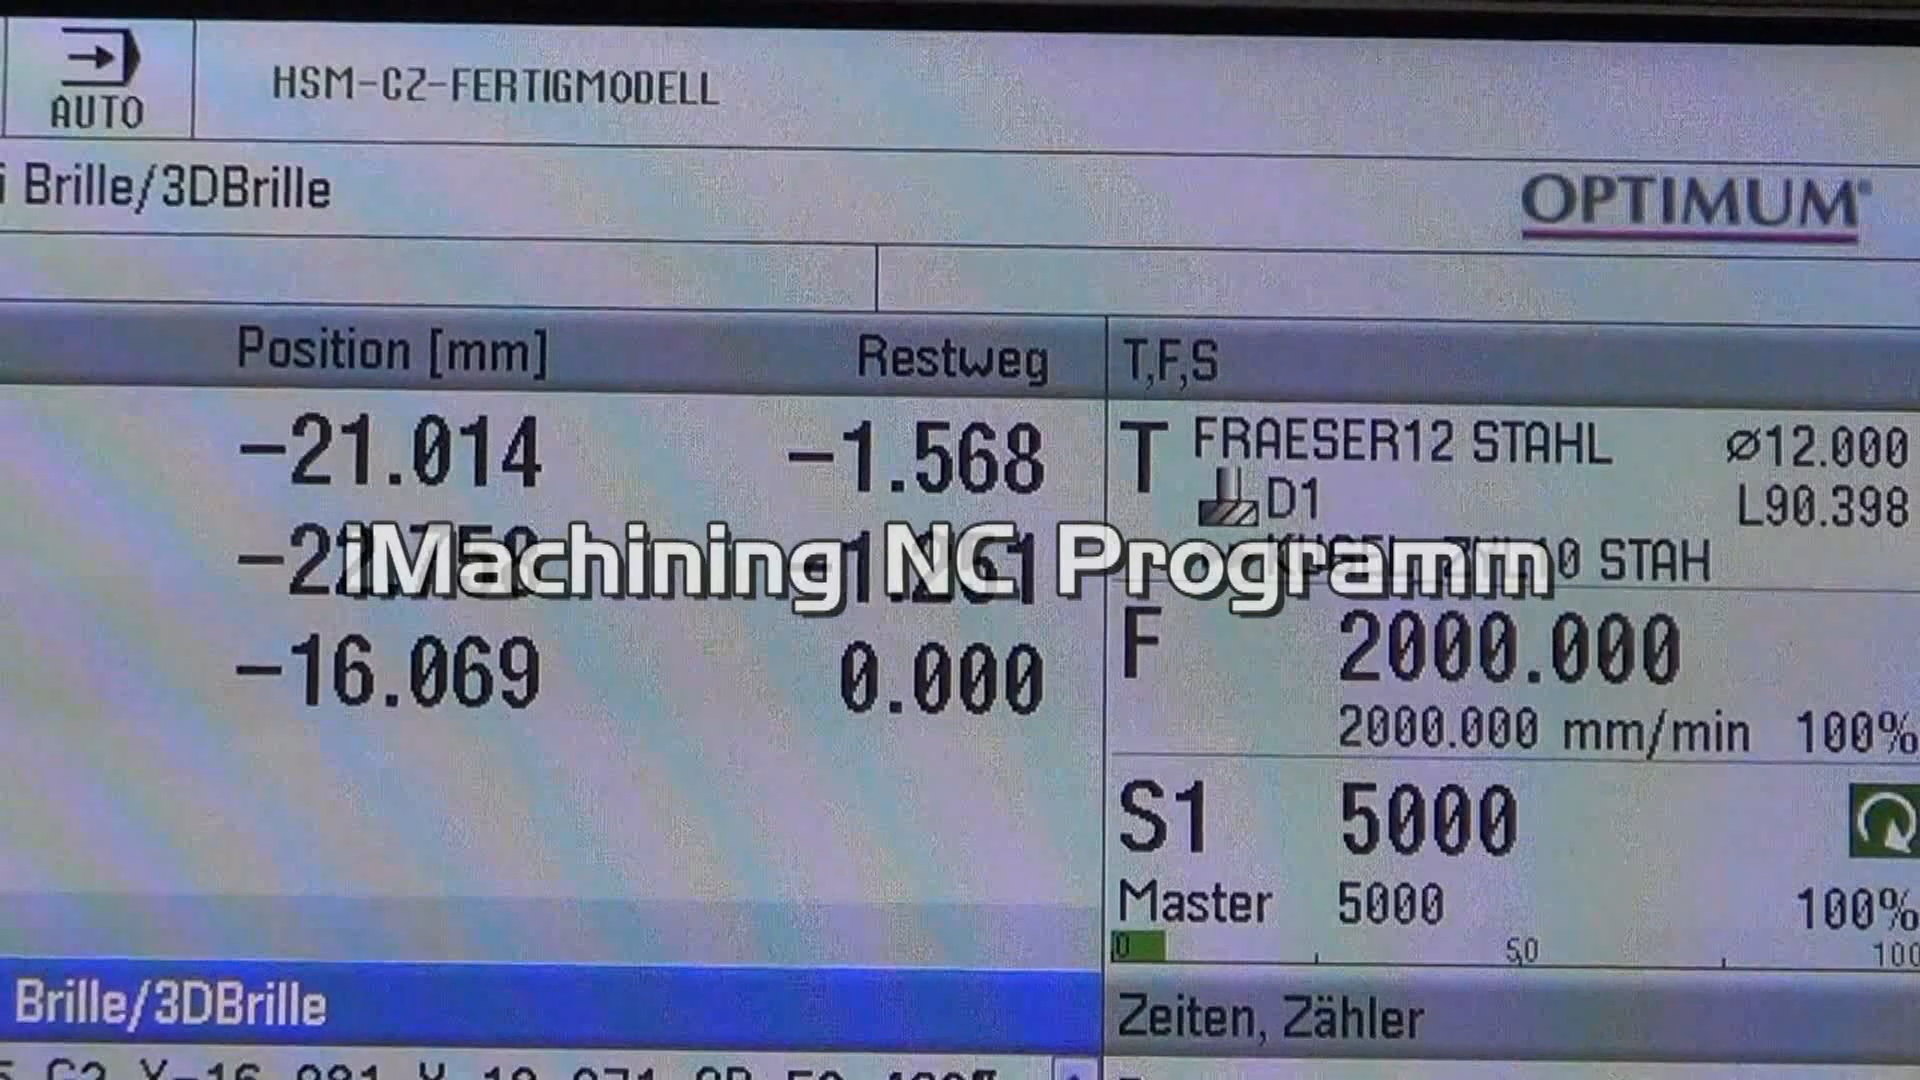 AUTO
HSM-C2-FERTIGMODELL
i Brille/3DBrille
OPTIMUM®
Position [mm] Restweg T,F,S
-21.014 -1.568 T FRAESER12 STAHL ø12.000
D1 L90.398
iMachining NC Programm
STAH
-16.069 0.000 F 2000.000
2000.000 mm/min 100%
S1 5000
Master 5000 100%
0 50 100
Brille/3DBrille
Zeiten, Zähler